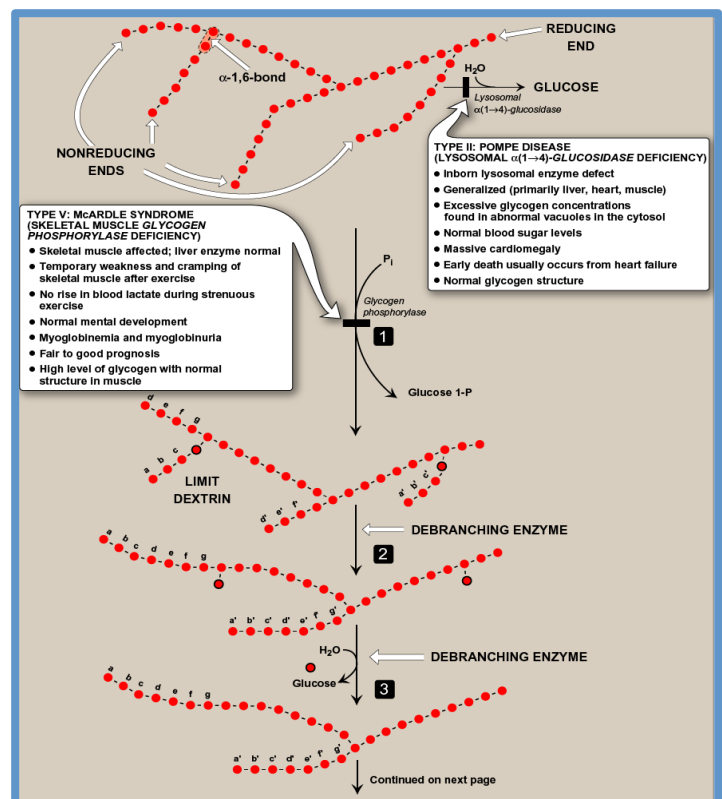 REDUCING
END
α-1,6-bond
H₂O
GLUCOSE
Lysosomal
α(1→4)-glucosidase
NONREDUCING
ENDS
TYPE II: POMPE DISEASE
(LYSOSOMAL α(1→4)-GLUCOSIDASE DEFICIENCY)
● Inborn lysosomal enzyme defect
● Generalized (primarily liver, heart, muscle)
● Excessive glycogen concentrations
found in abnormal vacuoles in the cytosol
● Normal blood sugar levels
● Massive cardiomegaly
● Early death usually occurs from heart failure
● Normal glycogen structure
TYPE V: McARDLE SYNDROME
(SKELETAL MUSCLE GLYCOGEN
PHOSPHORYLASE DEFICIENCY)
● Skeletal muscle affected; liver enzyme normal
● Temporary weakness and cramping of
skeletal muscle after exercise
● No rise in blood lactate during strenuous
exercise
● Normal mental development
● Myoglobinemia and myoglobinuria
● Fair to good prognosis
● High level of glycogen with normal
structure in muscle
Pi
Glycogen
phosphorylase
1
Glucose 1-P
d e f g
a b c
LIMIT
DEXTRIN
a' b' c'
d' e' f'
DEBRANCHING ENZYME
2
a b c d e f g
a' b' c' d' e' f' g'
H₂O
DEBRANCHING ENZYME
Glucose
3
a b c d e f g
a' b' c' d' e' f' g'
Continued on next page